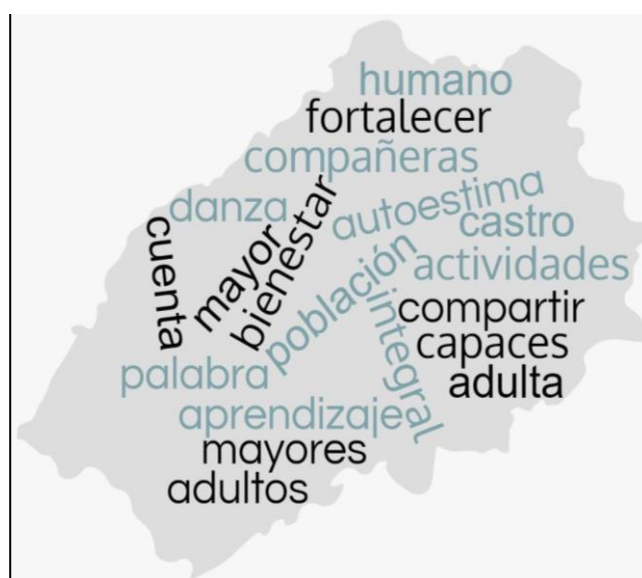 humano
fortalecer
compañeras
danza
autoestima
castro
cuenta
mayor
bienestar
población
actividades
integral
compartir
capaces
palabra
adulta
aprendizaje
mayores
adultos